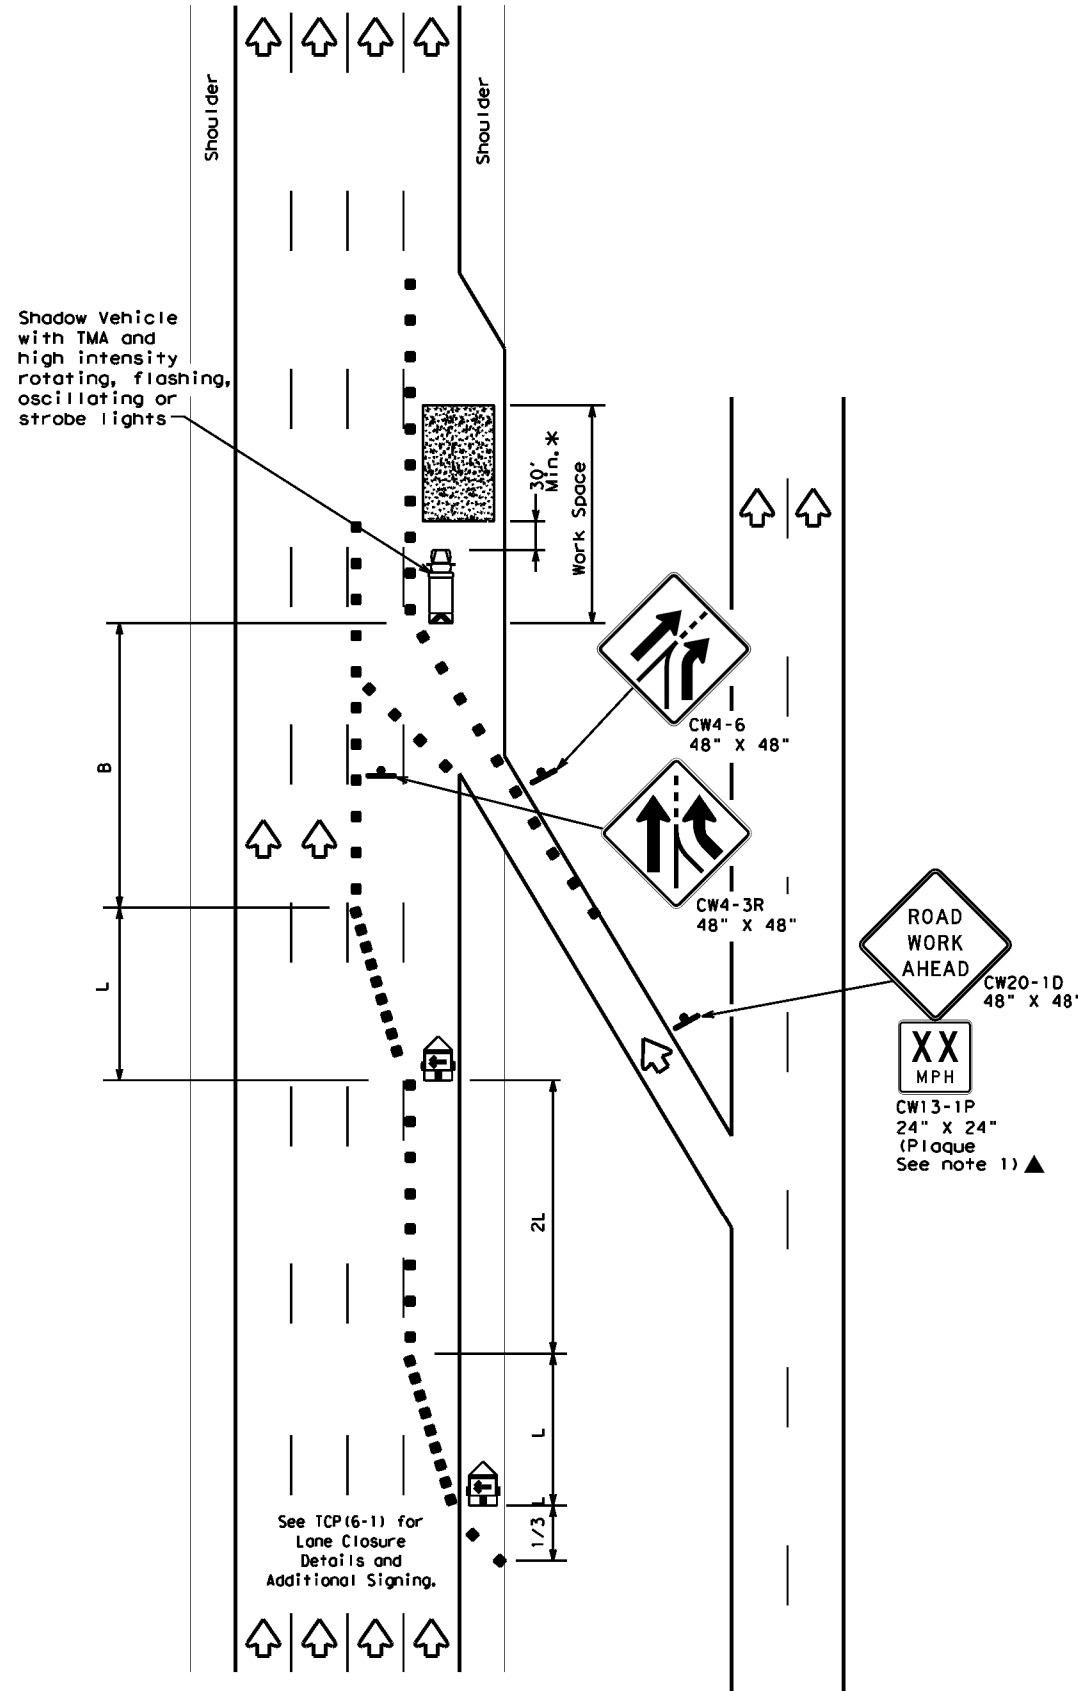 Shoulder
Shoulder
Shadow Vehicle
with TMA and
high intensity
rotating, flashing,
oscillating or
strobe lights
30'
Min.*
Work Space
CW4-6
48" X 48"
B
CW4-3R
48" X 48"
ROAD
WORK
AHEAD
CW20-1D
48" X 48"
L
XX
MPH
CW13-1P
24" X 24"
(Plaque
See note 1) ▲
2L
L
1/3 L
See TCP(6-1) for
Lane Closure
Details and
Additional Signing.